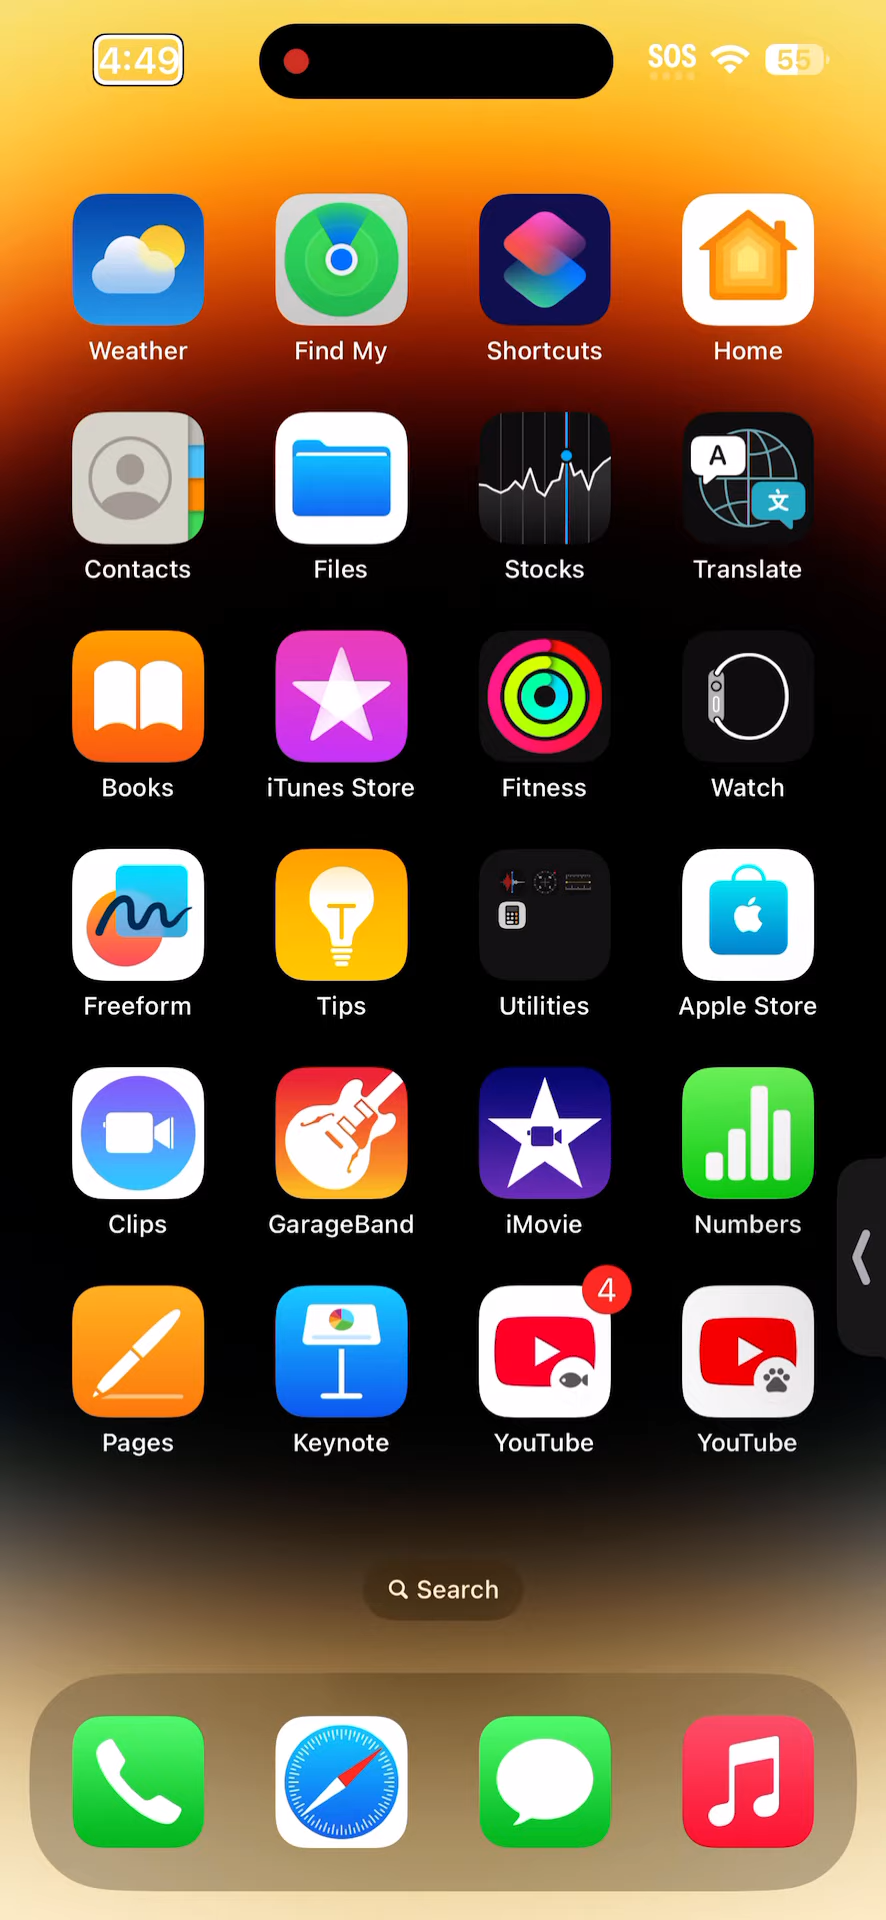 4:49 SOS 55
Weather Find My Shortcuts Home
A 文
Contacts Files Stocks Translate
Books iTunes Store Fitness Watch
Freeform Tips Utilities Apple Store
Clips GarageBand iMovie Numbers
4
Pages Keynote YouTube YouTube
Search